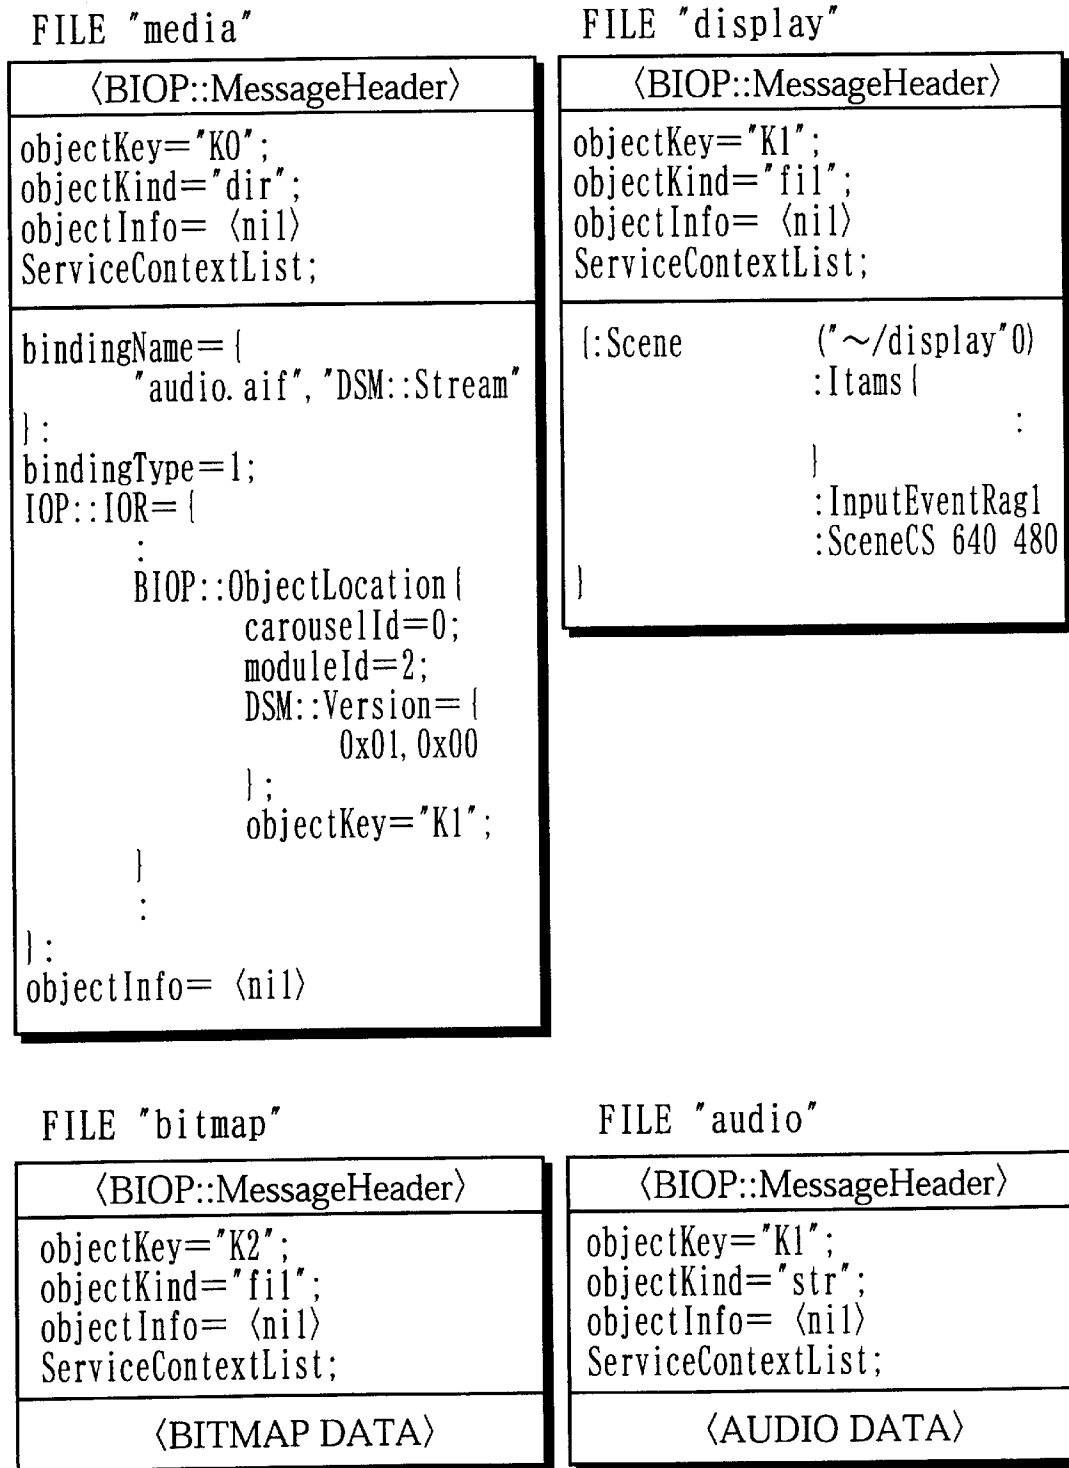 FILE "media"
⟨BIOP::MessageHeader⟩
objectKey="K0";
objectKind="dir";
objectInfo= ⟨nil⟩
ServiceContextList;
bindingName={
"audio.aif", "DSM::Stream"
}:
bindingType=1;
IOP::IOR={
:
BIOP::ObjectLocation{
carouselId=0;
moduleId=2;
DSM::Version={
0x01, 0x00
};
objectKey="K1";
}
:
}:
objectInfo= ⟨nil⟩
FILE "display"
⟨BIOP::MessageHeader⟩
objectKey="K1";
objectKind="fil";
objectInfo= ⟨nil⟩
ServiceContextList;
{:Scene ("~/display"0)
:Itams{
:
}
:InputEventRag1
:SceneCS 640 480
}
FILE "bitmap"
⟨BIOP::MessageHeader⟩
objectKey="K2";
objectKind="fil";
objectInfo= ⟨nil⟩
ServiceContextList;
⟨BITMAP DATA⟩
FILE "audio"
⟨BIOP::MessageHeader⟩
objectKey="K1";
objectKind="str";
objectInfo= ⟨nil⟩
ServiceContextList;
⟨AUDIO DATA⟩